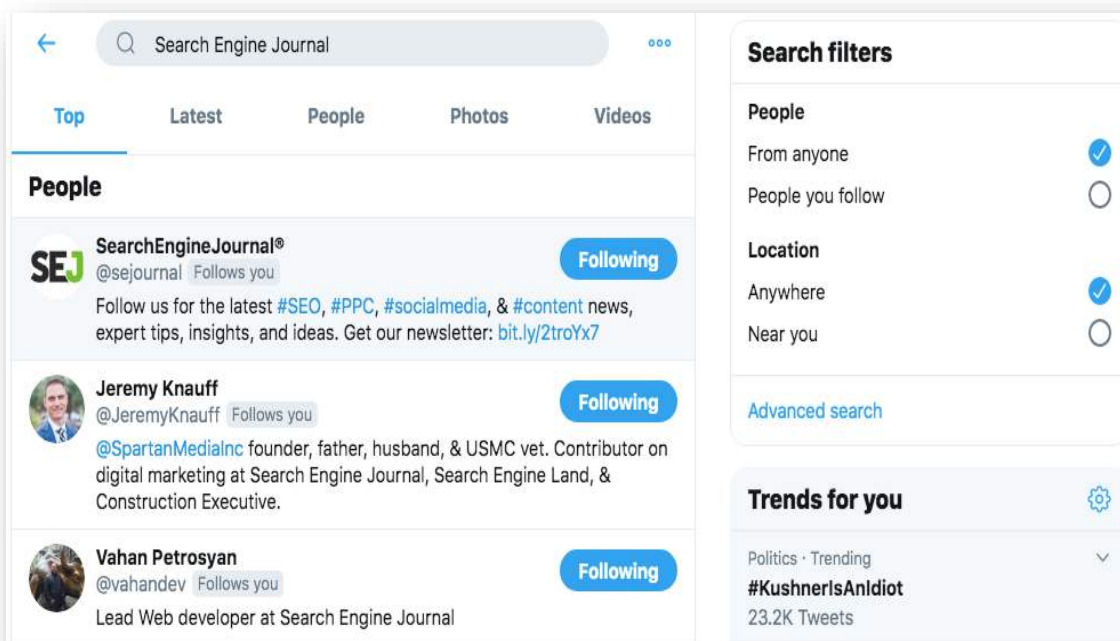 Search Engine Journal
Top Latest People Photos Videos
People
SEJ
SearchEngineJournal®
@sejournal Follows you
Following
Follow us for the latest #SEO, #PPC, #socialmedia, & #content news,
expert tips, insights, and ideas. Get our newsletter: bit.ly/2troYx7
Jeremy Knauff
@JeremyKnauff Follows you
Following
@SpartanMediaInc founder, father, husband, & USMC vet. Contributor on
digital marketing at Search Engine Journal, Search Engine Land, &
Construction Executive.
Vahan Petrosyan
@vahandev Follows you
Following
Lead Web developer at Search Engine Journal
Search filters
People
From anyone
People you follow
Location
Anywhere
Near you
Advanced search
Trends for you
Politics · Trending
#KushnerIsAnIdiot
23.2K Tweets